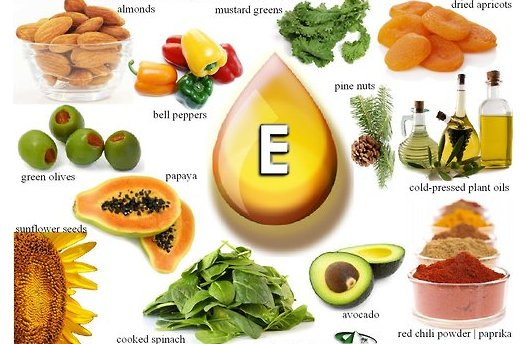 almonds
mustard greens
dried apricots
bell peppers
pine nuts
E
green olives
papaya
cold-pressed plant oils
sunflower seeds
avocado
cooked spinach
red chili powder | paprika